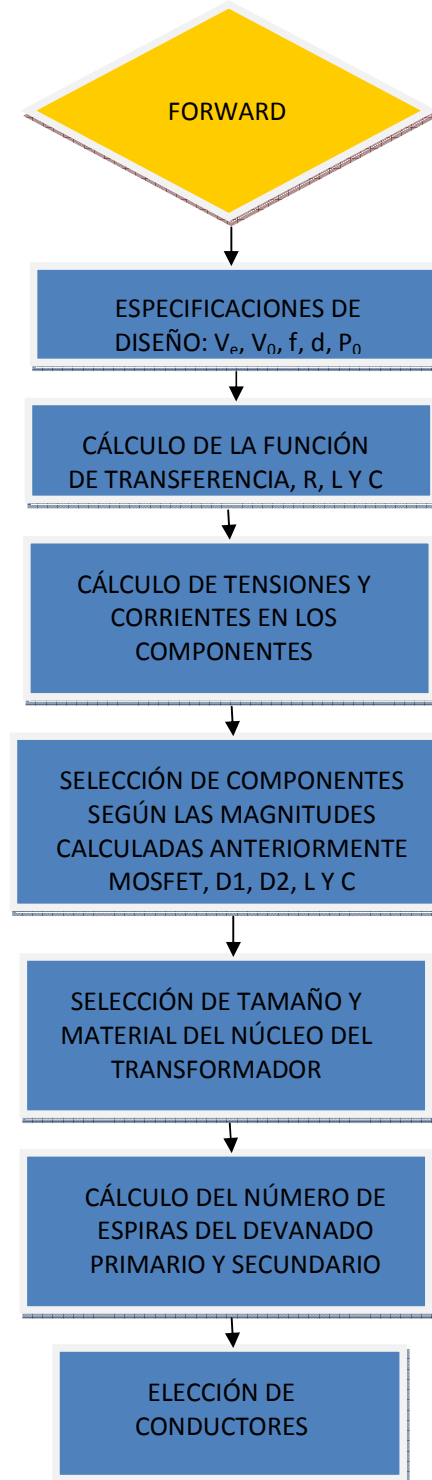 FORWARD
ESPECIFICACIONES DE
DISEÑO: Vₑ, V₀, f, d, P₀
CÁLCULO DE LA FUNCIÓN
DE TRANSFERENCIA, R, L Y C
CÁLCULO DE TENSIONES Y
CORRIENTES EN LOS
COMPONENTES
SELECCIÓN DE COMPONENTES
SEGÚN LAS MAGNITUDES
CALCULADAS ANTERIORMENTE
MOSFET, D1, D2, L Y C
SELECCIÓN DE TAMAÑO Y
MATERIAL DEL NÚCLEO DEL
TRANSFORMADOR
CÁLCULO DEL NÚMERO DE
ESPIRAS DEL DEVANADO
PRIMARIO Y SECUNDARIO
ELECCIÓN DE
CONDUCTORES